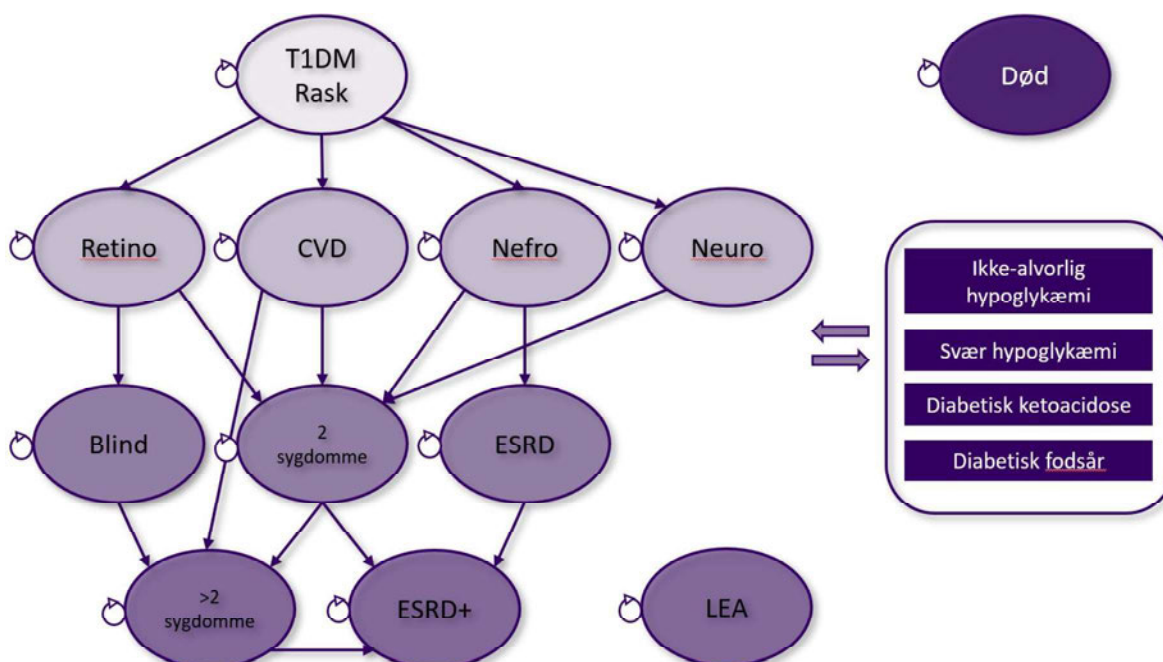 T1DM
Rask
Død
Retino
CVD
Nefro
Neuro
Ikke-alvorlig
hypoglykæmi
Svær hypoglykæmi
Diabetisk ketoacidose
Diabetisk fodsår
Blind
2
sygdomme
ESRD
>2
sygdomme
ESRD+
LEA